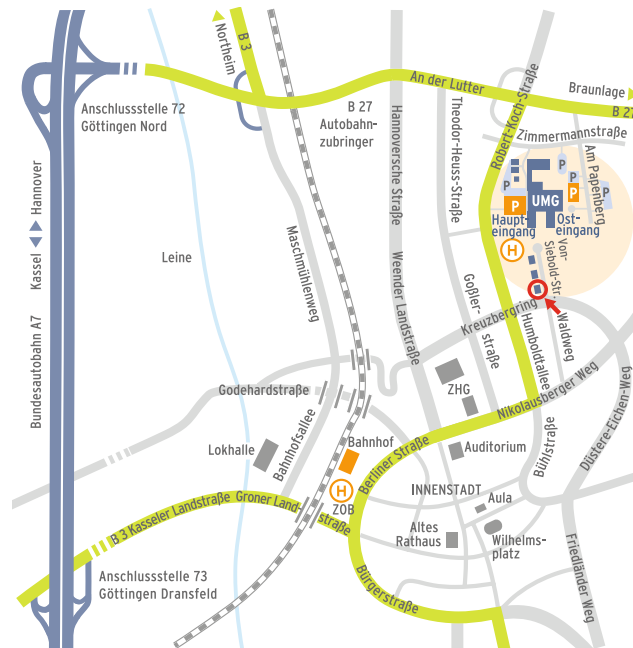 Northeim
B 3
An der Lutter
Braunlage
B 27
Anschlussstelle 72
Göttingen Nord
B 27
Autobahn-
zubringer
Hannoversche Straße
Theodor-Heuss-Straße
Robert-Koch-Straße
Zimmermannstraße
Am Papenberg
P
P
P
P
P
P
UMG
Haupt-
eingang
Ost-
eingang
H
Von-
Siebold-Str.
Kassel
Hannover
Bundesautobahn A7
Leine
Maschmühlenweg
Weender Landstraße
Goßler-
straße
Kreuzbergring
Humboldtallee
Waldweg
Godehardstraße
ZHG
Nikolausberger Weg
Düstere-Eichen-Weg
Lokhalle
Bahnhofsallee
Bahnhof
Berliner Straße
Auditorium
Bühlstraße
H
ZOB
INNENSTADT
Aula
B 3 Kasseler Landstraße
Groner Land-
straße
Altes
Rathaus
Wilhelms-
platz
Friedländer Weg
Anschlussstelle 73
Göttingen Dransfeld
Bürgerstraße